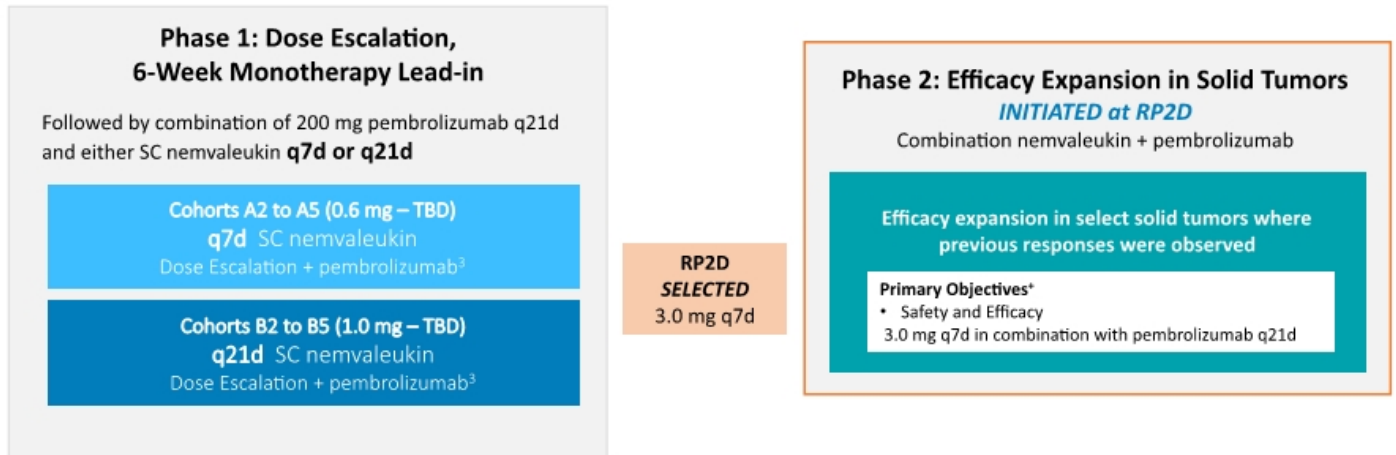 Phase 1: Dose Escalation,
6-Week Monotherapy Lead-in
Followed by combination of 200 mg pembrolizumab q21d
and either SC nemvaleukin q7d or q21d
Cohorts A2 to A5 (0.6 mg – TBD)
q7d SC nemvaleukin
Dose Escalation + pembrolizumab³
Cohorts B2 to B5 (1.0 mg – TBD)
q21d SC nemvaleukin
Dose Escalation + pembrolizumab³
RP2D
SELECTED
3.0 mg q7d
Phase 2: Efficacy Expansion in Solid Tumors
INITIATED at RP2D
Combination nemvaleukin + pembrolizumab
Efficacy expansion in select solid tumors where
previous responses were observed
Primary Objectives⁺
• Safety and Efficacy
3.0 mg q7d in combination with pembrolizumab q21d